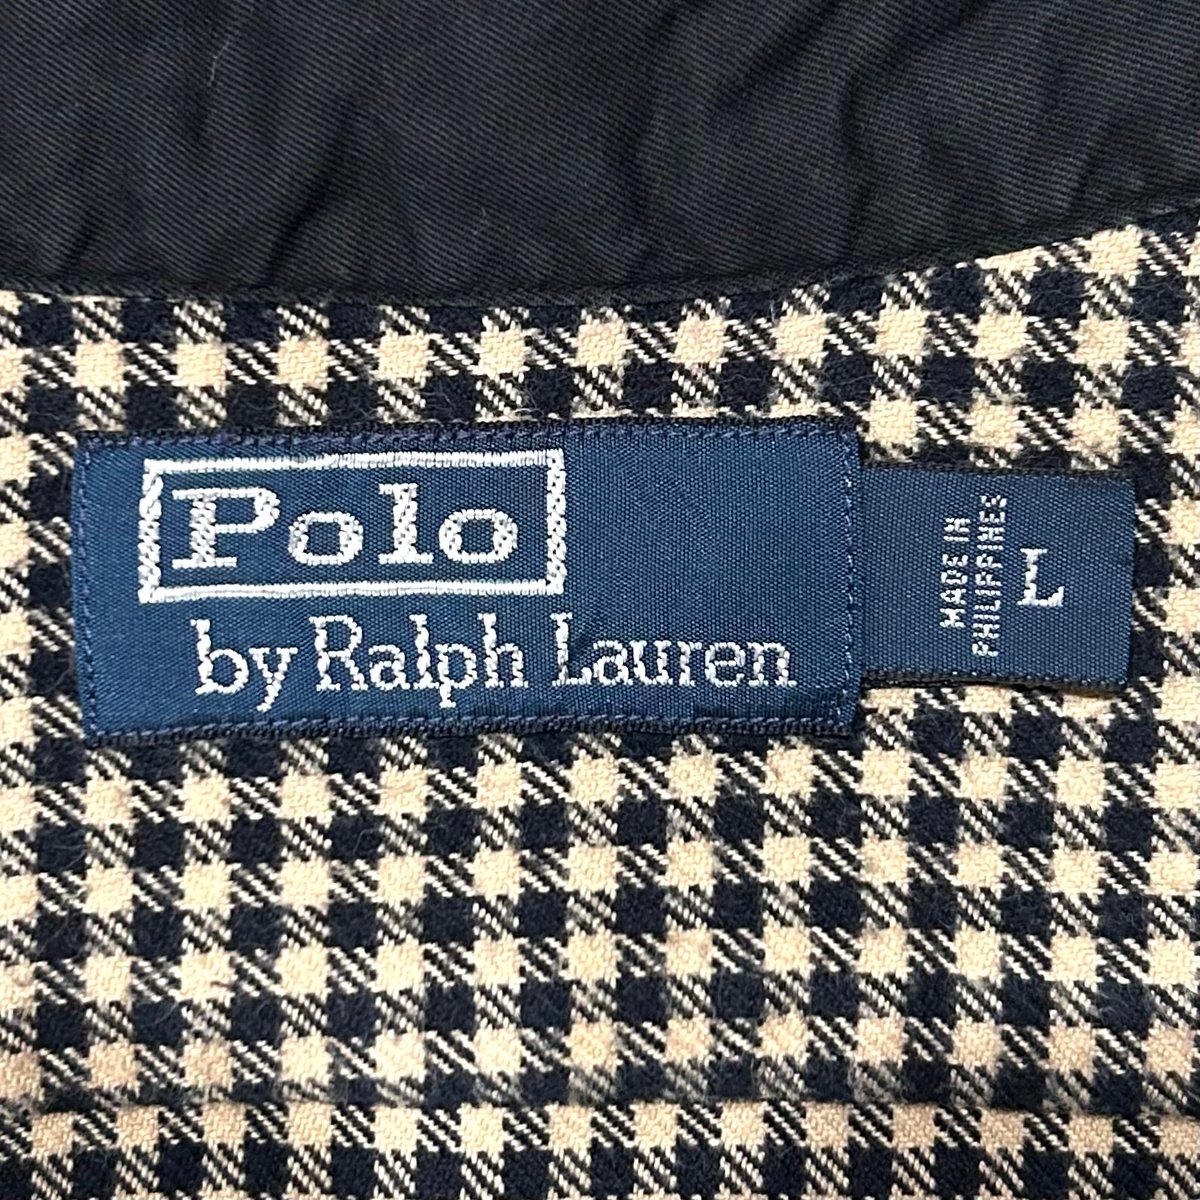 Polo
by Ralph Lauren
MADE IN
PHILIPPINES
L